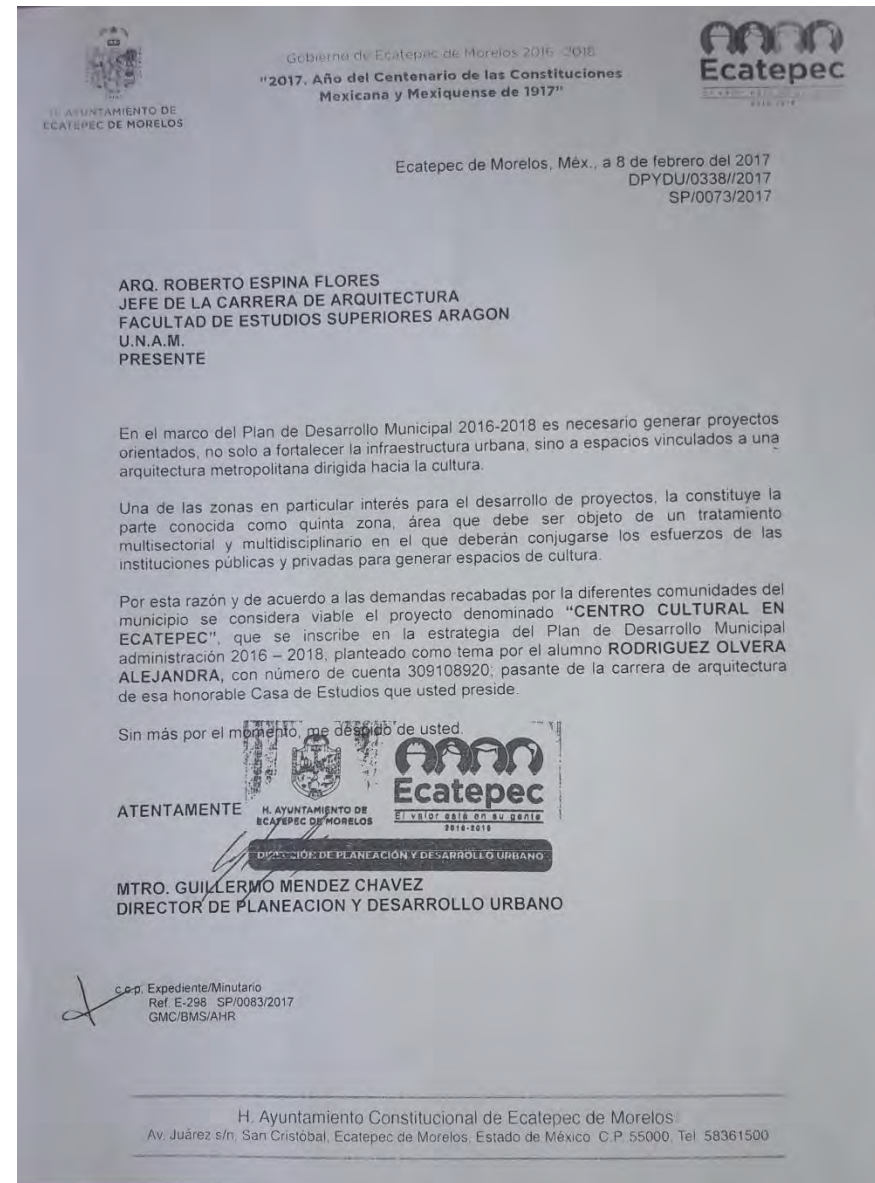 Gobierno de Ecatepec de Morelos 2016-2018
"2017. Año del Centenario de las Constituciones
Mexicana y Mexiquense de 1917"
H. AYUNTAMIENTO DE
ECATEPEC DE MORELOS
Ecatepec
Ecatepec de Morelos, Méx., a 8 de febrero del 2017
DPYDU/0338//2017
SP/0073/2017
ARQ. ROBERTO ESPINA FLORES
JEFE DE LA CARRERA DE ARQUITECTURA
FACULTAD DE ESTUDIOS SUPERIORES ARAGON
U.N.A.M.
PRESENTE
En el marco del Plan de Desarrollo Municipal 2016-2018 es necesario generar proyectos
orientados, no solo a fortalecer la infraestructura urbana, sino a espacios vinculados a una
arquitectura metropolitana dirigida hacia la cultura.
Una de las zonas en particular interés para el desarrollo de proyectos, la constituye la
parte conocida como quinta zona, área que debe ser objeto de un tratamiento
multisectorial y multidisciplinario en el que deberán conjugarse los esfuerzos de las
instituciones públicas y privadas para generar espacios de cultura.
Por esta razón y de acuerdo a las demandas recabadas por la diferentes comunidades del
municipio se considera viable el proyecto denominado "CENTRO CULTURAL EN
ECATEPEC", que se inscribe en la estrategia del Plan de Desarrollo Municipal
administración 2016 – 2018, planteado como tema por el alumno RODRIGUEZ OLVERA
ALEJANDRA, con número de cuenta 309108920; pasante de la carrera de arquitectura
de esa honorable Casa de Estudios que usted preside.
Sin más por el momento, me despido de usted.
Ecatepec
El valor está en su gente
2016-2018
ATENTAMENTE
H. AYUNTAMIENTO DE
ECATEPEC DE MORELOS
DIRECCIÓN DE PLANEACIÓN Y DESARROLLO URBANO
MTRO. GUILLERMO MENDEZ CHAVEZ
DIRECTOR DE PLANEACION Y DESARROLLO URBANO
c.c.p. Expediente/Minutario
Ref. E-298 SP/0083/2017
GMC/BMS/AHR
H. Ayuntamiento Constitucional de Ecatepec de Morelos
Av. Juárez s/n, San Cristóbal, Ecatepec de Morelos, Estado de México C.P. 55000, Tel 58361500